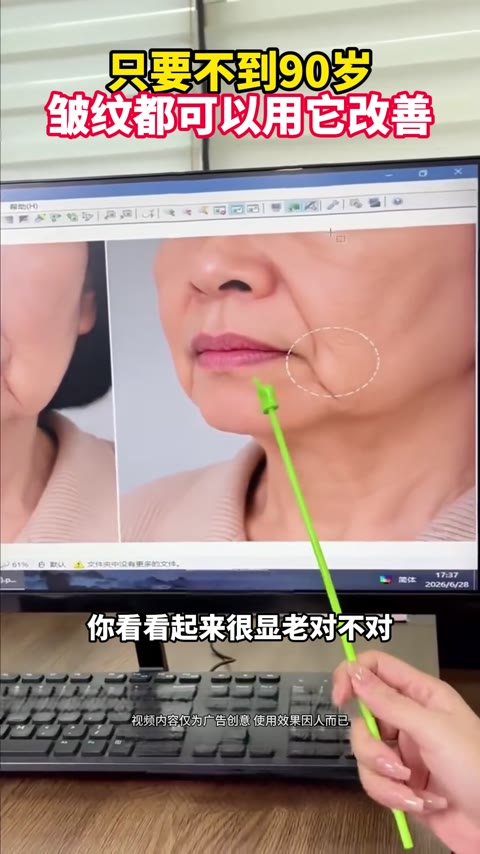 只要不到90岁
皱纹都可以用它改善
帮助(H)
61%
默认
文件夹中没有更多的文件。
简体
17:37
2026/6/28
你看看起来很显老对不对
视频内容仅为广告创意 使用效果因人而已